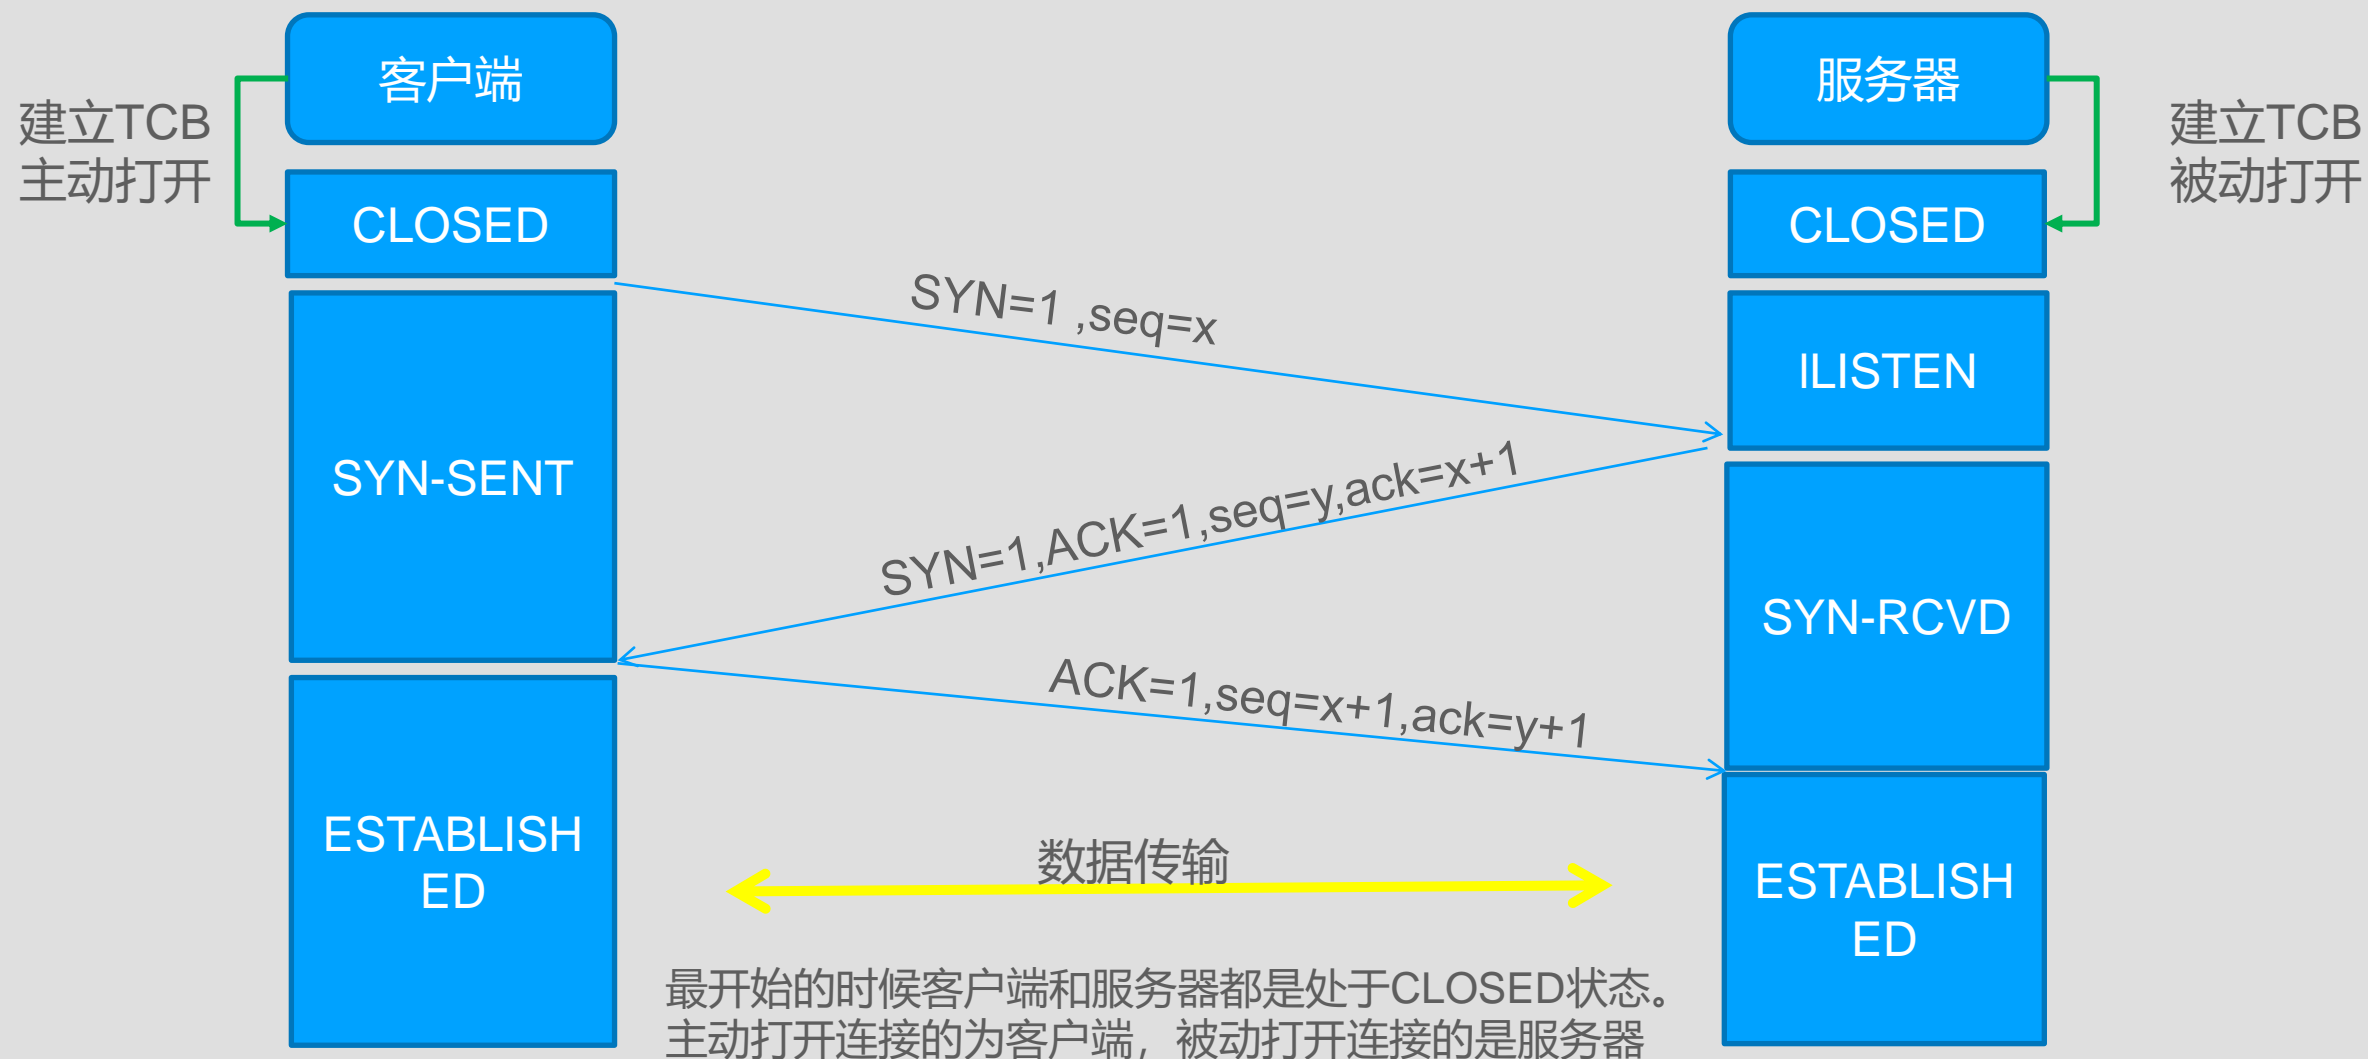 客户端
服务器
建立TCB
主动打开
建立TCB
被动打开
CLOSED
CLOSED
SYN=1 ,seq=x
ILISTEN
SYN-SENT
SYN=1,ACK=1,seq=y,ack=x+1
SYN-RCVD
ACK=1,seq=x+1,ack=y+1
ESTABLISH
ED
数据传输
ESTABLISH
ED
最开始的时候客户端和服务器都是处于CLOSED状态。
主动打开连接的为客户端，被动打开连接的是服务器